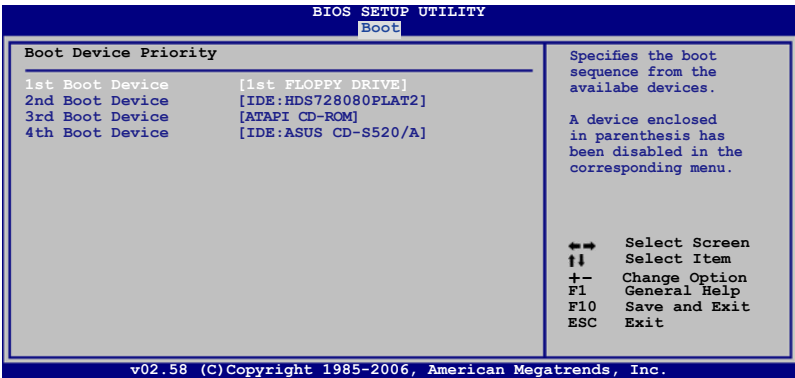 BIOS SETUP UTILITY
Boot
Boot Device Priority
1st Boot Device [1st FLOPPY DRIVE]
2nd Boot Device [IDE:HDS728080PLAT2]
3rd Boot Device [ATAPI CD-ROM]
4th Boot Device [IDE:ASUS CD-S520/A]
Specifies the boot
sequence from the
availabe devices.
A device enclosed
in parenthesis has
been disabled in the
corresponding menu.
←→ Select Screen
↑↓ Select Item
+- Change Option
F1 General Help
F10 Save and Exit
ESC Exit
v02.58 (C)Copyright 1985-2006, American Megatrends, Inc.